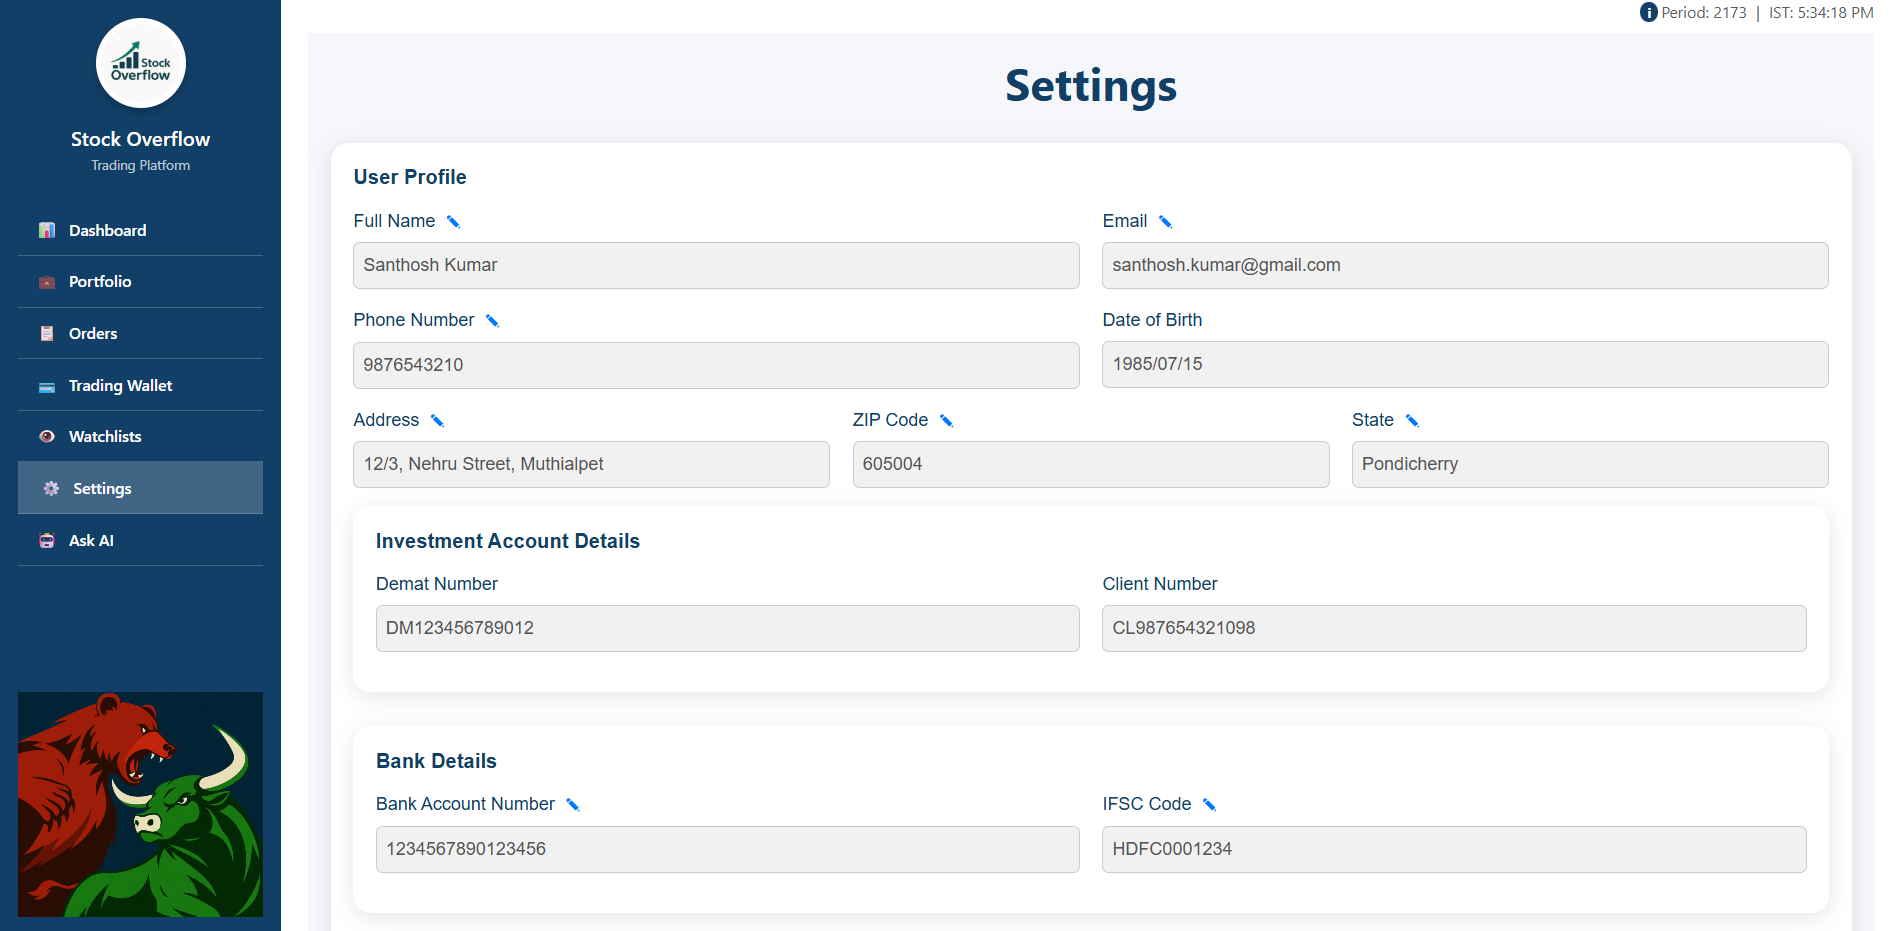 Period: 2173 | IST: 5:34:18 PM
Stock
Overflow
Stock Overflow
Trading Platform
Dashboard
Portfolio
Orders
Trading Wallet
Watchlists
Settings
Ask AI
Settings
User Profile
Full Name
Santhosh Kumar
Email
santhosh.kumar@gmail.com
Phone Number
9876543210
Date of Birth
1985/07/15
Address
12/3, Nehru Street, Muthialpet
ZIP Code
605004
State
Pondicherry
Investment Account Details
Demat Number
DM123456789012
Client Number
CL987654321098
Bank Details
Bank Account Number
1234567890123456
IFSC Code
HDFC0001234